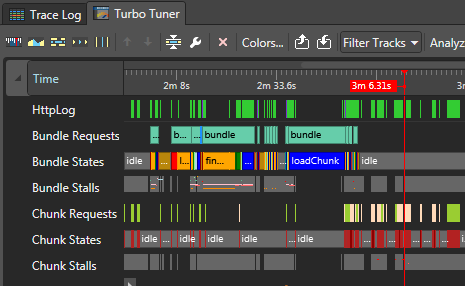 Trace Log Turbo Tuner
Colors... Filter Tracks Analyz
Time 2m 8s 2m 33.6s 3m 6.31s 3
HttpLog
Bundle Requests ... b... ... bundle bundle
Bundle States idle ... l... fin... ... loadChunk idle
Bundle Stalls
Chunk Requests
Chunk States idle ... idle idle idle idle ... ... ...
Chunk Stalls